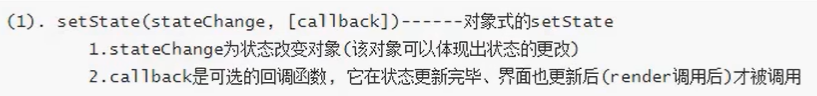 (1). setState(stateChange, [callback])------对象式的setState
1.stateChange为状态改变对象(该对象可以体现出状态的更改)
2.callback是可选的回调函数, 它在状态更新完毕、界面也更新后(render调用后)才被调用